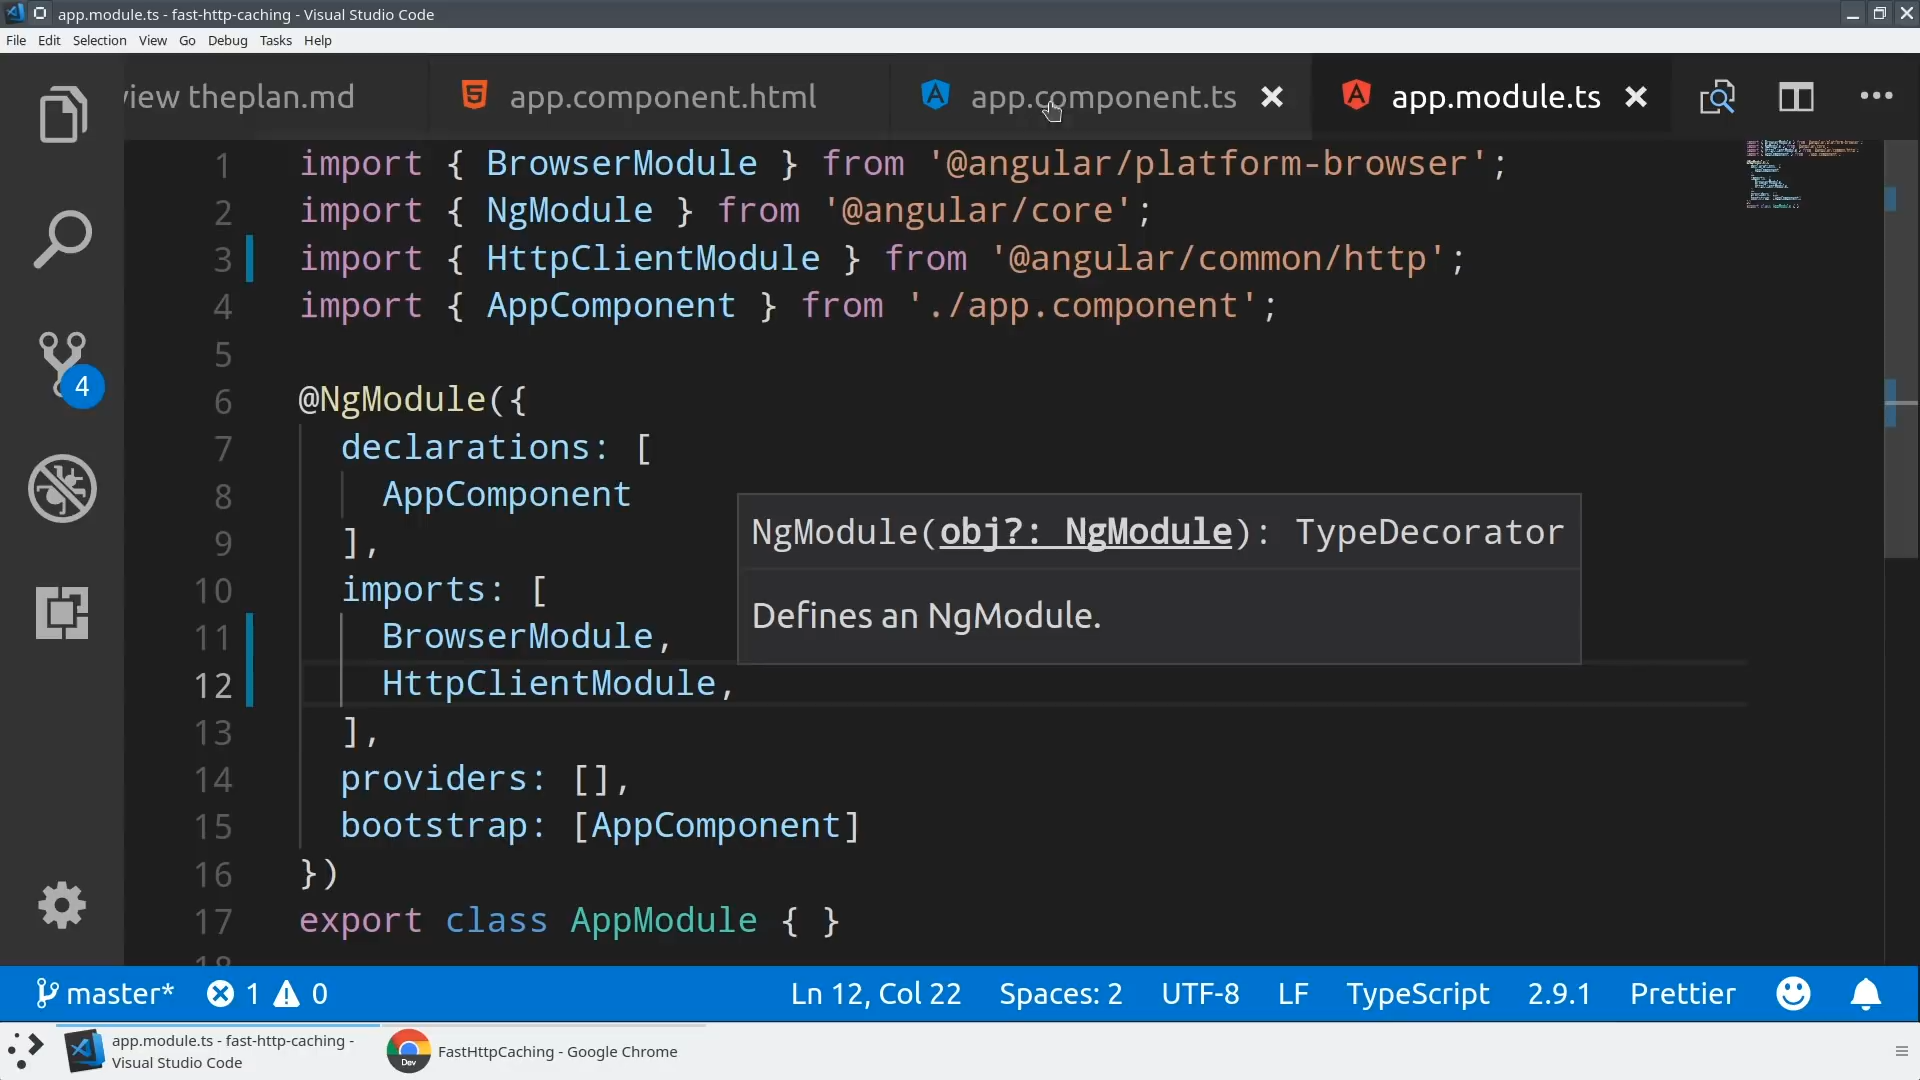 app.module.ts - fast-http-caching - Visual Studio Code
File Edit Selection View Go Debug Tasks Help
view theplan.md app.component.html app.component.ts app.module.ts
1 import { BrowserModule } from '@angular/platform-browser';
2 import { NgModule } from '@angular/core';
3 import { HttpClientModule } from '@angular/common/http';
4 import { AppComponent } from './app.component';
5
6 @NgModule({
7 declarations: [
8 AppComponent
9 ],
10 imports: [
11 BrowserModule,
12 HttpClientModule,
13 ],
14 providers: [],
15 bootstrap: [AppComponent]
16 })
17 export class AppModule { }
18
NgModule(obj?: NgModule): TypeDecorator
Defines an NgModule.
4
master* 1 0 Ln 12, Col 22 Spaces: 2 UTF-8 LF TypeScript 2.9.1 Prettier
app.module.ts - fast-http-caching -
Visual Studio Code
Dev
FastHttpCaching - Google Chrome